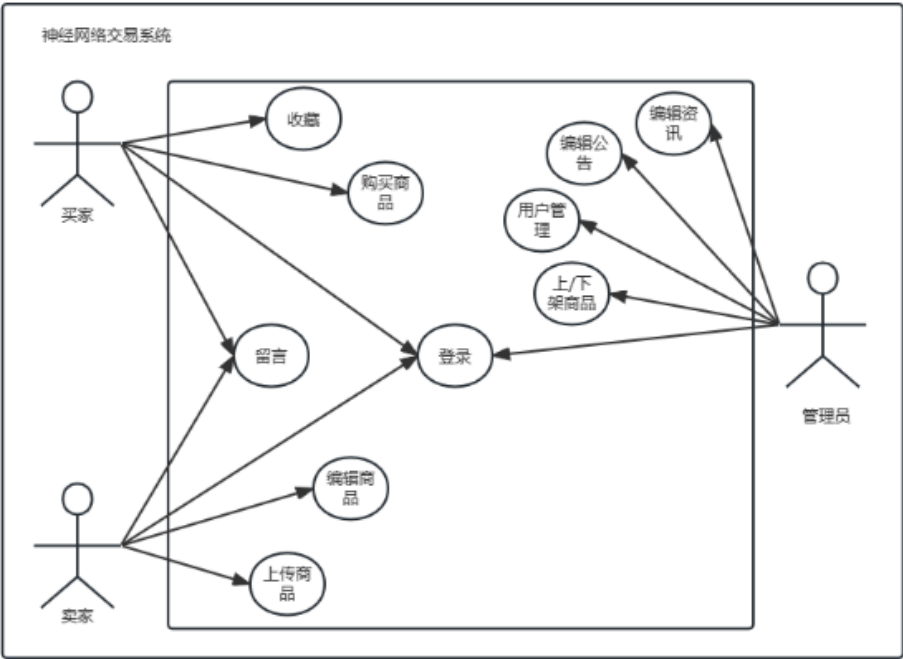 神经网络交易系统
收藏
编辑资
讯
编辑公
告
购买商
品
用户管
理
买家
上/下
架商品
留言
登录
管理员
编辑商
品
上传商
品
卖家